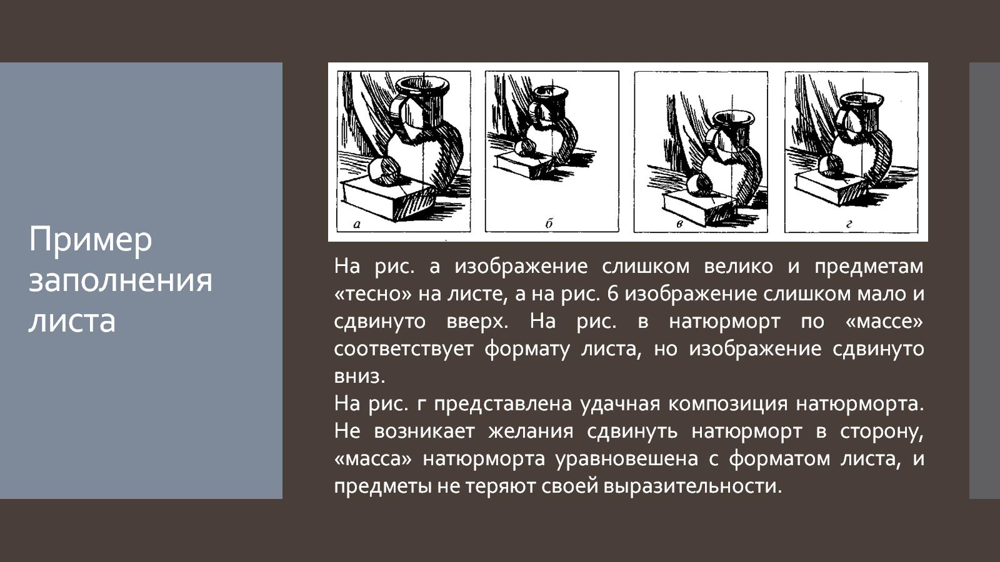 Пример
заполнения
листа
а
б
в
г
На рис. а изображение слишком велико и предметам
«тесно» на листе, а на рис. 6 изображение слишком мало и
сдвинуто вверх. На рис. в натюрморт по «массе»
соответствует формату листа, но изображение сдвинуто
вниз.
На рис. г представлена удачная композиция натюрморта.
Не возникает желания сдвинуть натюрморт в сторону,
«масса» натюрморта уравновешена с форматом листа, и
предметы не теряют своей выразительности.